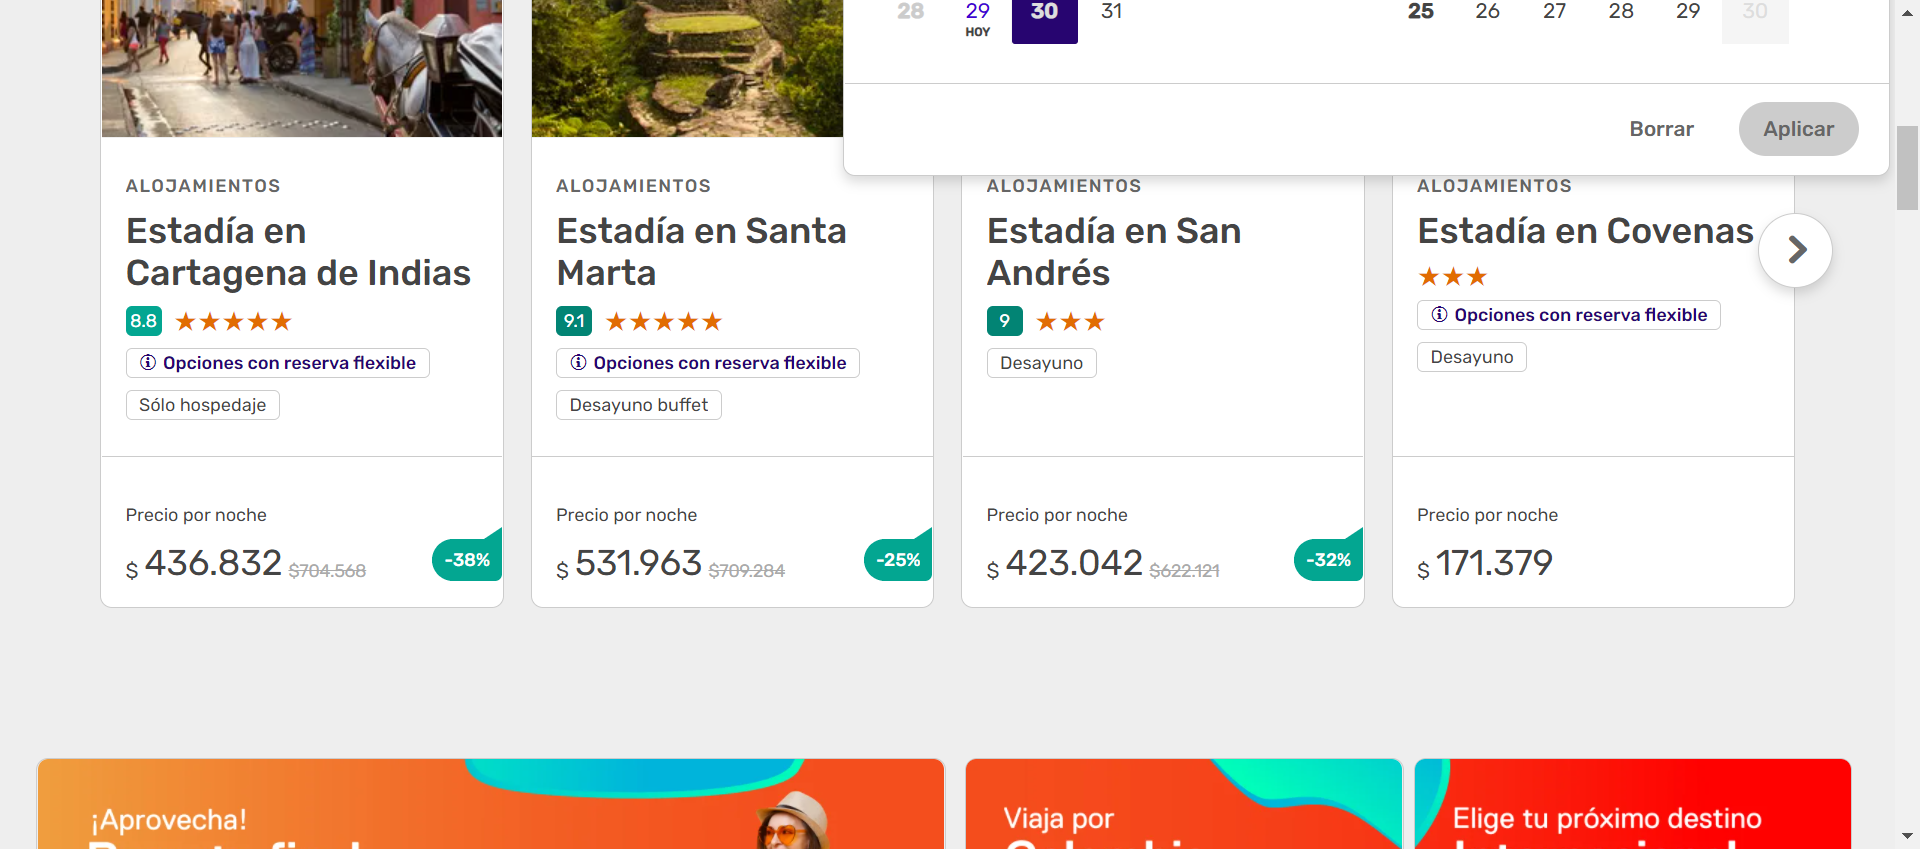 28 29 30 31 25 26 27 28 29 30
HOY
Borrar Aplicar
ALOJAMIENTOS
Estadía en
Cartagena de Indias
8.8
Opciones con reserva flexible
Sólo hospedaje
Precio por noche
$ 436.832 $704.568 -38%
ALOJAMIENTOS
Estadía en Santa
Marta
9.1
Opciones con reserva flexible
Desayuno buffet
Precio por noche
$ 531.963 $709.284 -25%
ALOJAMIENTOS
Estadía en San
Andrés
9
Desayuno
Precio por noche
$ 423.042 $622.121 -32%
ALOJAMIENTOS
Estadía en Covenas
Opciones con reserva flexible
Desayuno
Precio por noche
$ 171.379
¡Aprovecha!
Viaja por
Elige tu próximo destino